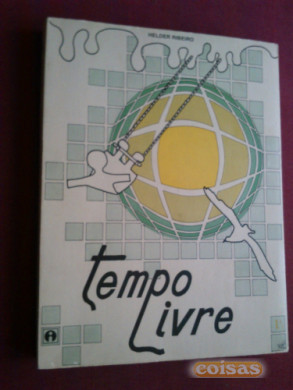 HELDER RIBEIRO
tempo
Livre
coisas